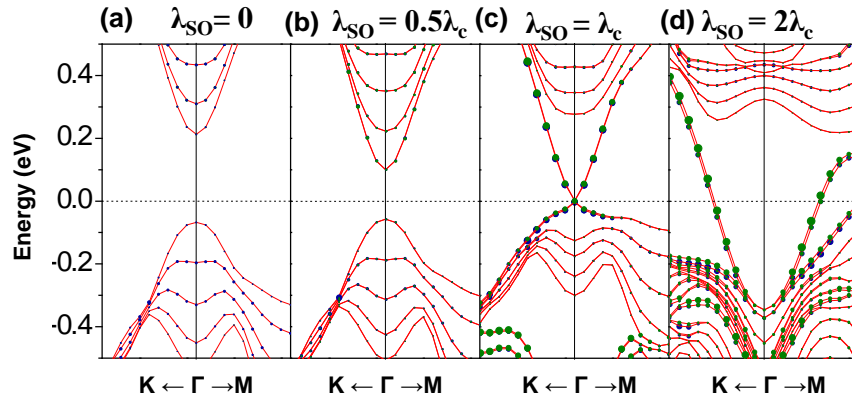 (a) λSO= 0 (b) λSO = 0.5λc (c) λSO = λc (d) λSO = 2λc
0.4
0.2
0.0
-0.2
-0.4
Energy (eV)
K ← Γ → M K ← Γ → M K ← Γ → M K ← Γ → M